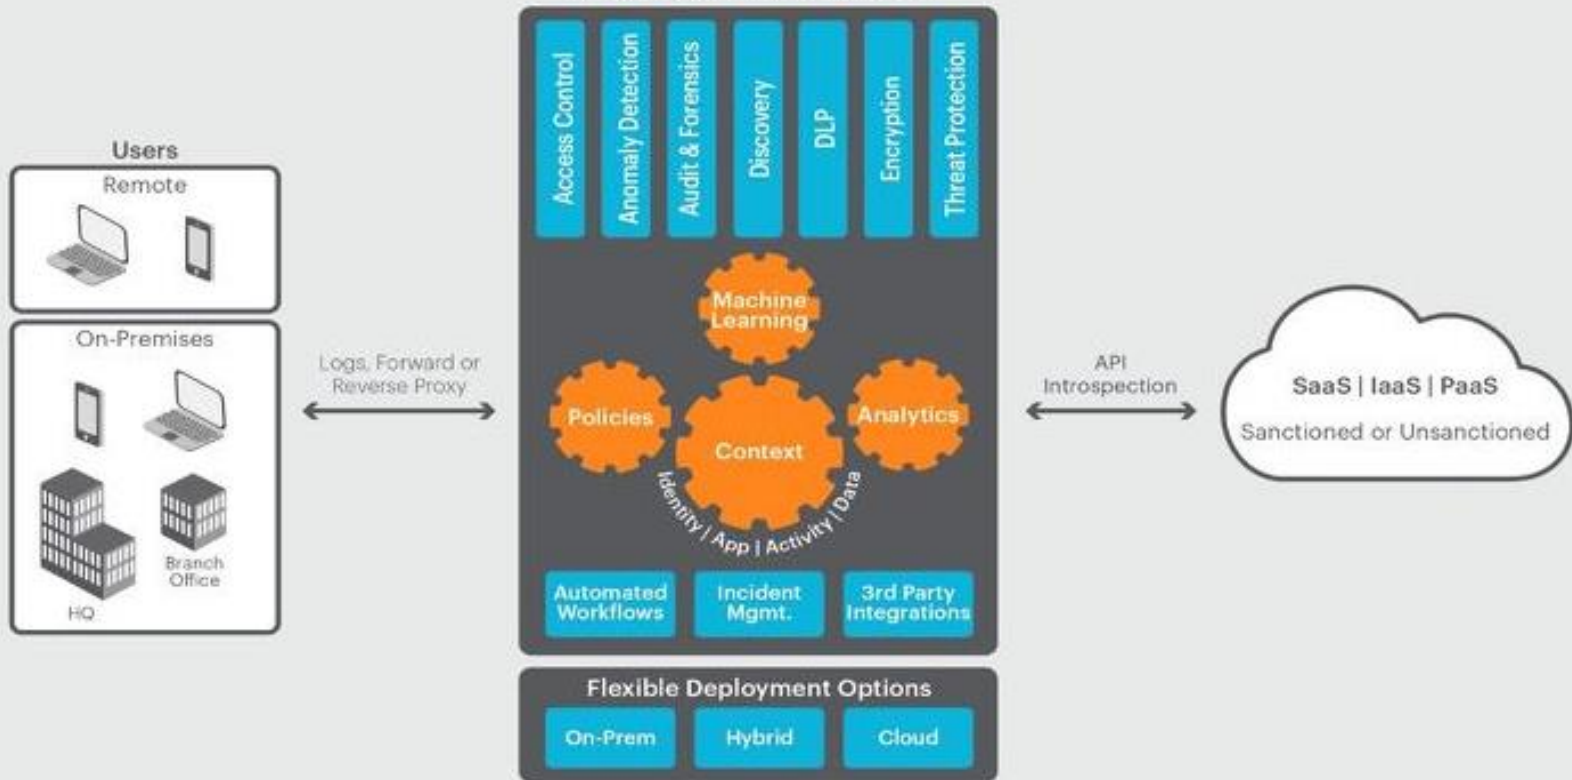 Users
Remote
On-Premises
HQ
Branch
Office
Logs, Forward or
Reverse Proxy
Access Control
Anomaly Detection
Audit & Forensics
Discovery
DLP
Encryption
Threat Protection
Machine
Learning
Policies
Context
Analytics
Identity | App | Activity | Data
Automated
Workflows
Incident
Mgmt.
3rd Party
Integrations
Flexible Deployment Options
On-Prem
Hybrid
Cloud
API
Introspection
SaaS | IaaS | PaaS
Sanctioned or Unsanctioned